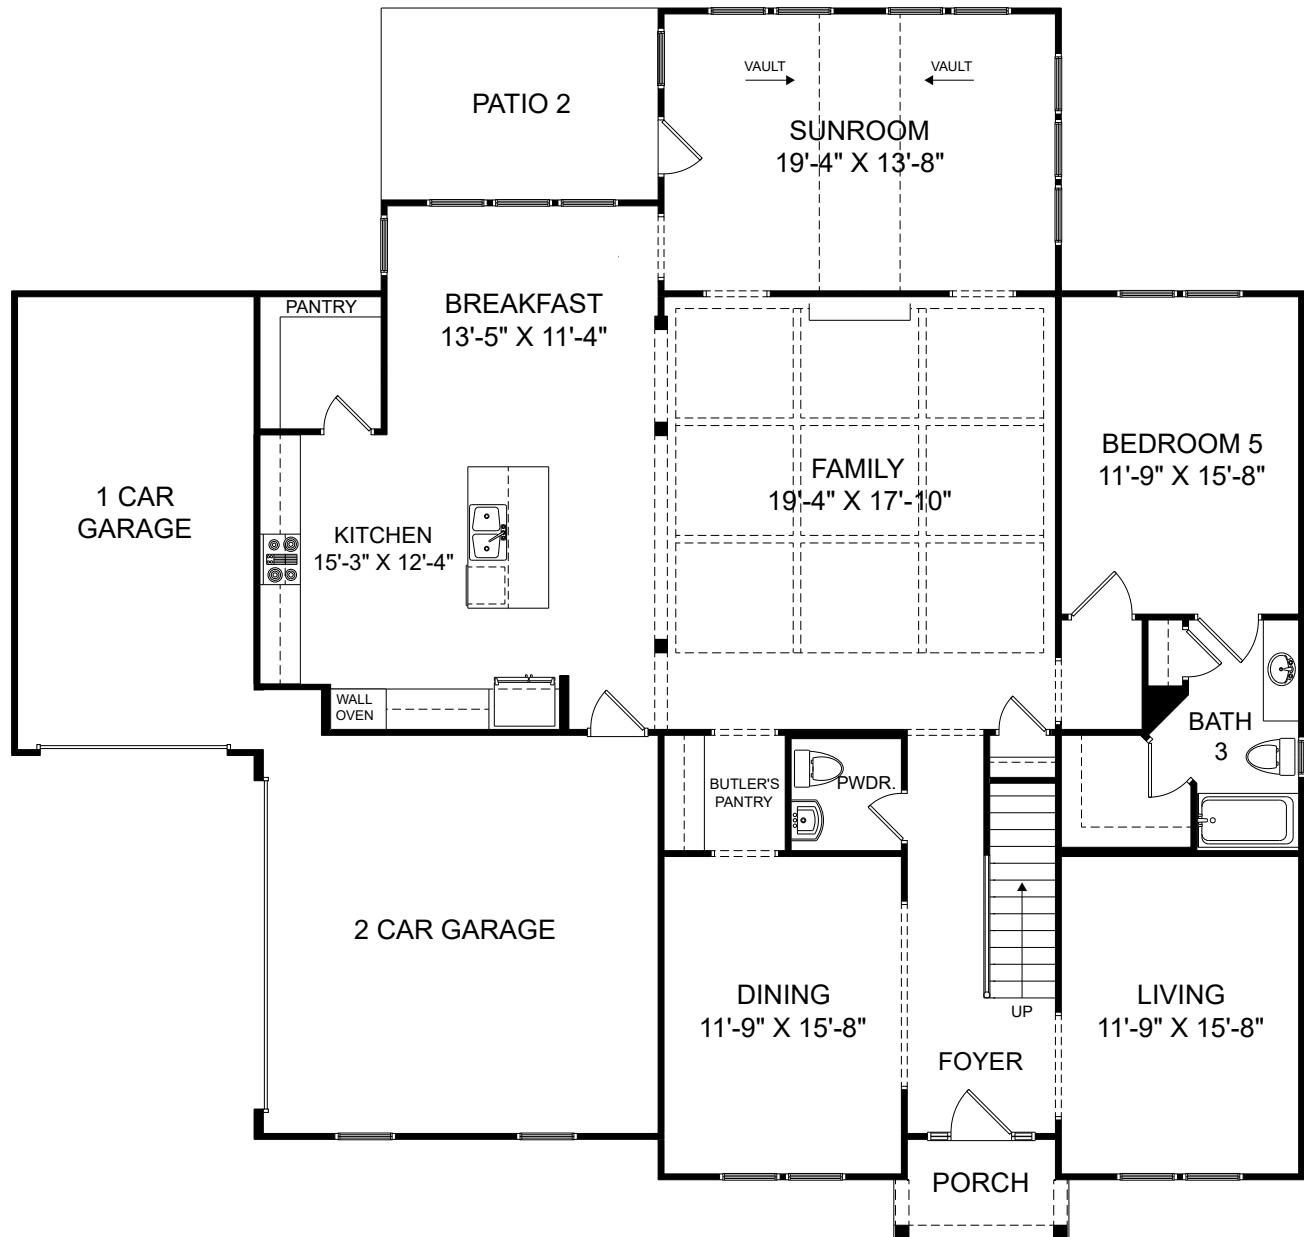 VAULT
VAULT
PATIO 2
SUNROOM
19'-4" X 13'-8"
PANTRY
BREAKFAST
13'-5" X 11'-4"
1 CAR
GARAGE
KITCHEN
15'-3" X 12'-4"
FAMILY
19'-4" X 17'-10"
BEDROOM 5
11'-9" X 15'-8"
WALL
OVEN
BATH
3
BUTLER'S
PANTRY
PWDR.
2 CAR GARAGE
DINING
11'-9" X 15'-8"
UP
LIVING
11'-9" X 15'-8"
FOYER
PORCH